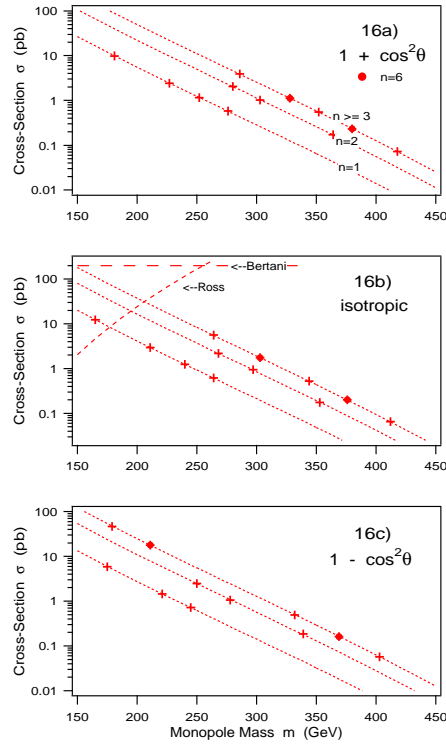 100
10
1
0.1
0.01
Cross-Section σ (pb)
16a)
1 + cos²θ
n=6
n >= 3
n=2
n=1
150 200 250 300 350 400 450
100
10
1
0.1
Cross-Section σ (pb)
<--Bertani
<--Ross
16b)
isotropic
150 200 250 300 350 400 450
100
10
1
0.1
0.01
Cross-Section σ (pb)
16c)
1 - cos²θ
150 200 250 300 350 400 450
Monopole Mass m (GeV)